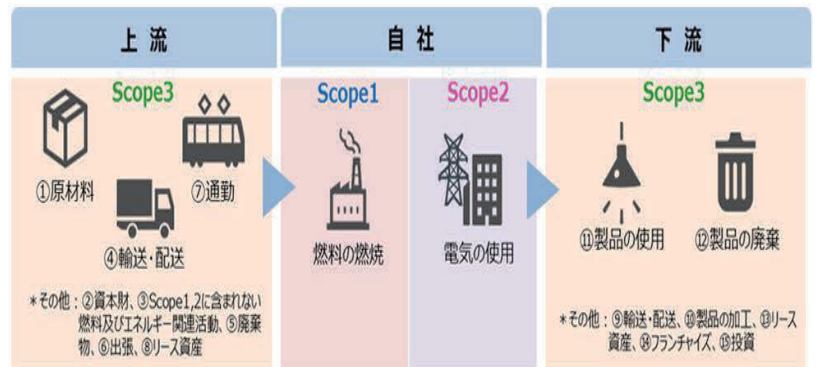 上流
自社
下流
Scope3
Scope1
Scope2
Scope3
①原材料
⑦通勤
④輸送・配送
燃料の燃焼
電気の使用
⑪製品の使用
⑫製品の廃棄
*その他：②資本財、③Scope1,2に含まれない
燃料及びエネルギー関連活動、⑤廃棄
物、⑥出張、⑧リース資産
*その他：⑨輸送・配送、⑩製品の加工、⑬リース
資産、⑭フランチャイズ、⑮投資